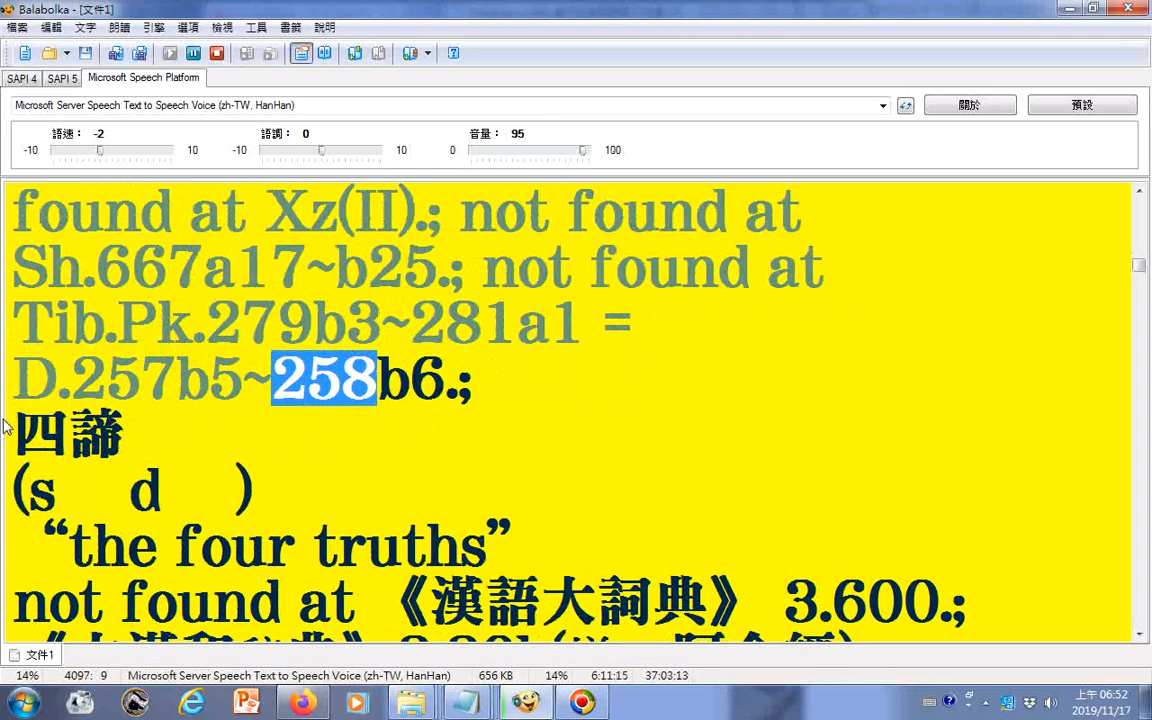 Balabolka - [文件1]
檔案 編輯 文字 朗讀 引擎 選項 檢視 工具 書籤 說明
SAPI 4 SAPI 5 Microsoft Speech Platform
Microsoft Server Speech Text to Speech Voice (zh-TW, HanHan) 關於 預設
語速： -2 語調： 0 音量： 95
-10 10 -10 10 0 100
found at Xz(II).; not found at
Sh.667a17~b25.; not found at
Tib.Pk.279b3~281a1 =
D.257b5~258b6.;
四諦
(s d )
“the four truths”
not found at 《漢語大詞典》 3.600.;
文件1
14% 4097: 9 Microsoft Server Speech Text to Speech Voice (zh-TW, HanHan) 656 KB 14% 6:11:15 37:03:13
上午 06:52
2019/11/17